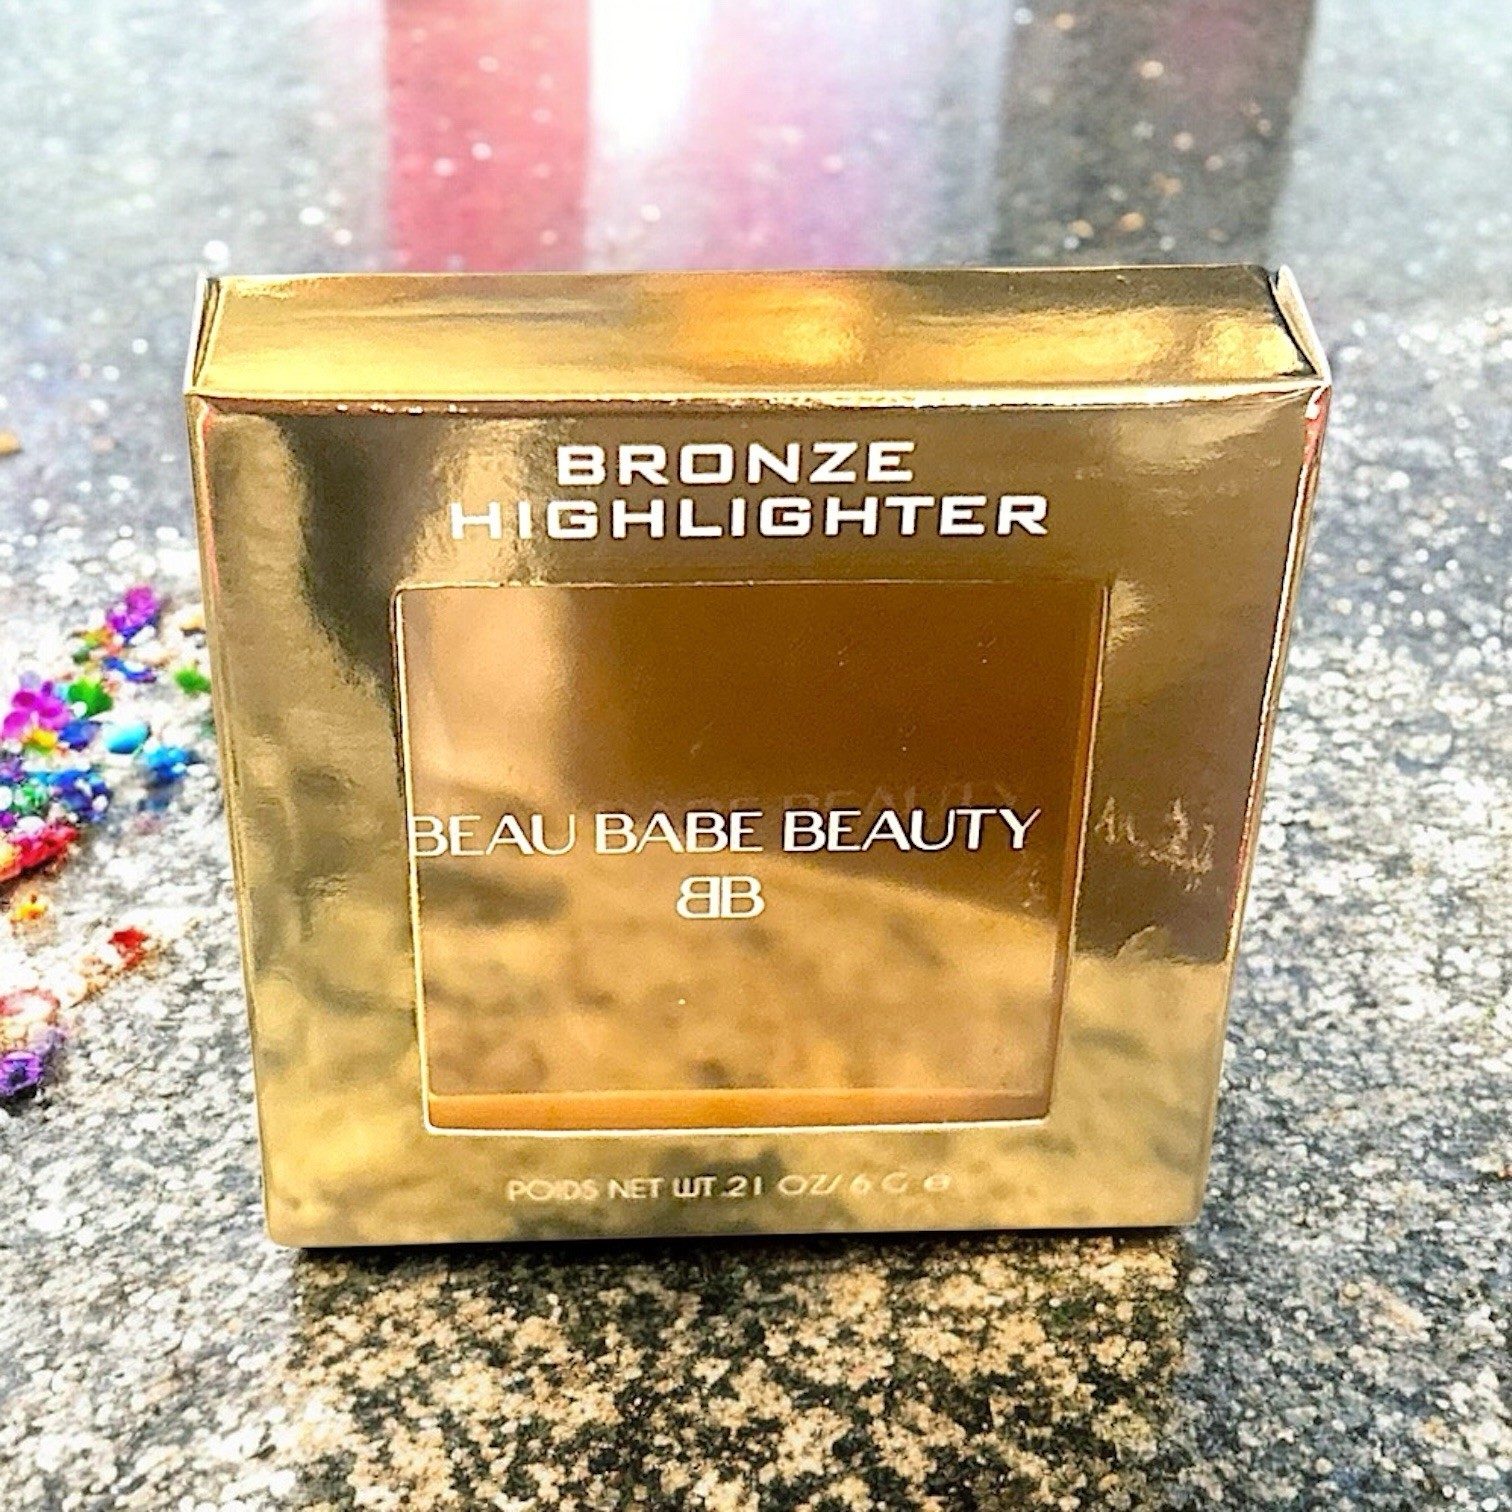 BRONZE
HIGHLIGHTER
BEAU BABE BEAUTY
BB
POIDS NET WT .21 OZ/ 6 G e